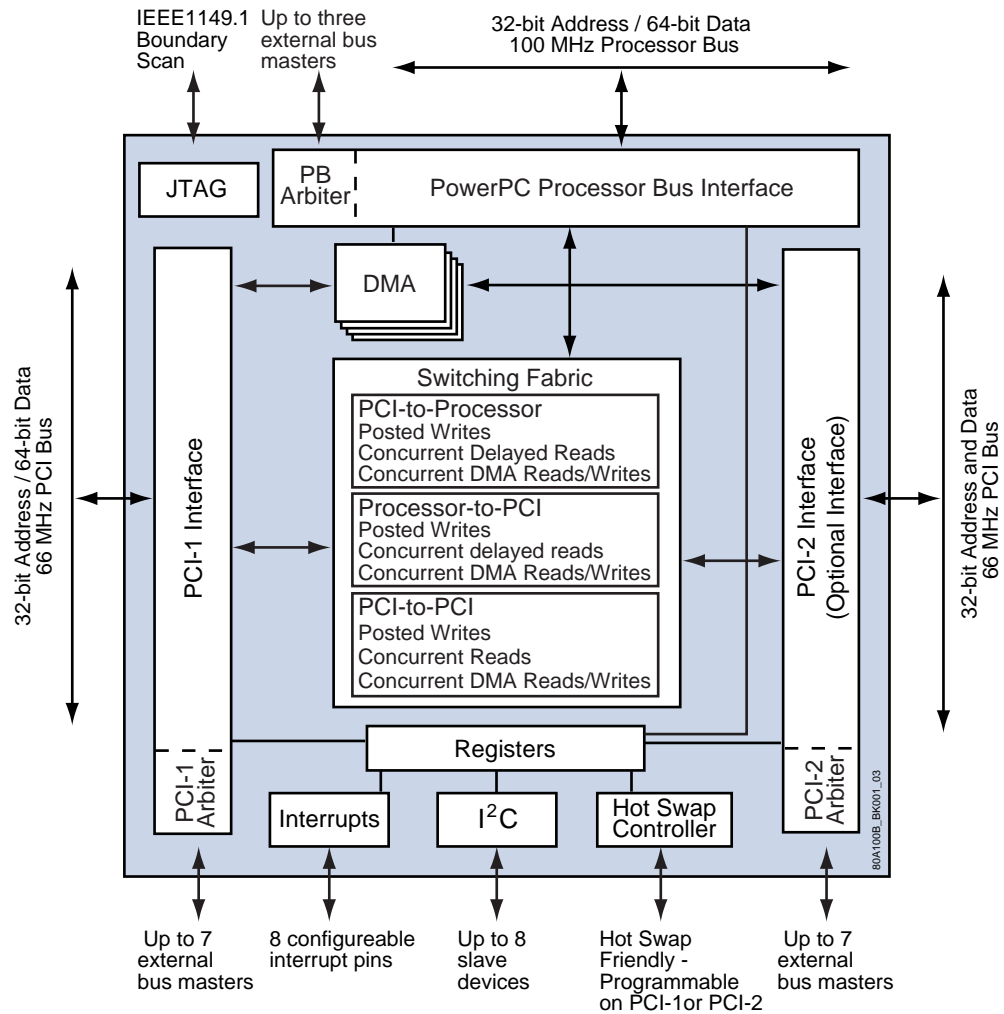 IEEE1149.1
Boundary
Scan
Up to three
external bus
masters
32-bit Address / 64-bit Data
100 MHz Processor Bus
JTAG
PB
Arbiter
PowerPC Processor Bus Interface
DMA
32-bit Address / 64-bit Data
66 MHz PCI Bus
PCI-1 Interface
Switching Fabric
PCI-to-Processor
Posted Writes
Concurrent Delayed Reads
Concurrent DMA Reads/Writes
Processor-to-PCI
Posted Writes
Concurrent delayed reads
Concurrent DMA Reads/Writes
PCI-to-PCI
Posted Writes
Concurrent Reads
Concurrent DMA Reads/Writes
PCI-2 Interface
(Optional Interface)
32-bit Address and Data
66 MHz PCI Bus
Registers
PCI-1
Arbiter
Interrupts
I²C
Hot Swap
Controller
PCI-2
Arbiter
80A100B_BK001_03
Up to 7
external
bus masters
8 configureable
interrupt pins
Up to 8
slave
devices
Hot Swap
Friendly -
Programmable
on PCI-1or PCI-2
Up to 7
external
bus masters